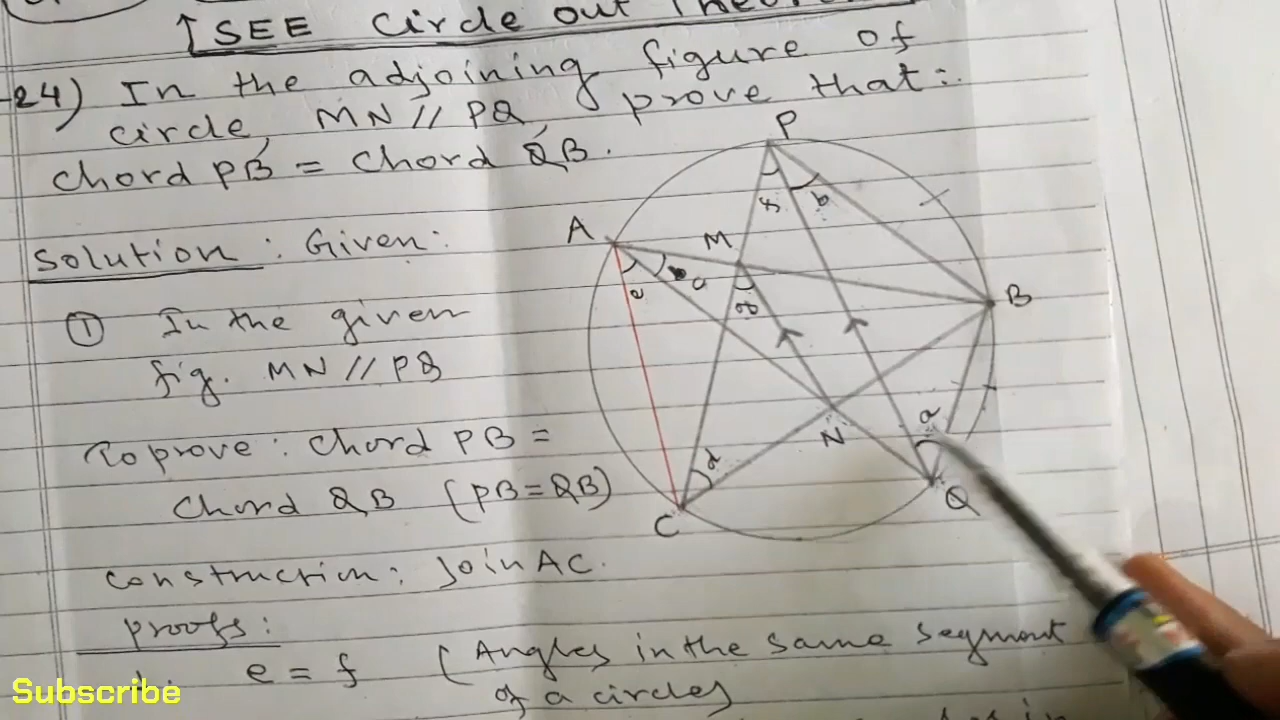 ↑SEE Circle out Theor
24) In the adjoining figure of
circle, MN // PQ, prove that:
chord PB = chord QB.
Solution: Given:
① In the given
fig. MN // PQ
To prove: chord PB =
chord QB (PB = QB)
construction: Join AC.
proofs:
1. e = f (Angles in the same segment
of a circles)
P
A
M
B
N
C
Q
f
b
e
c
g
d
a
Subscribe